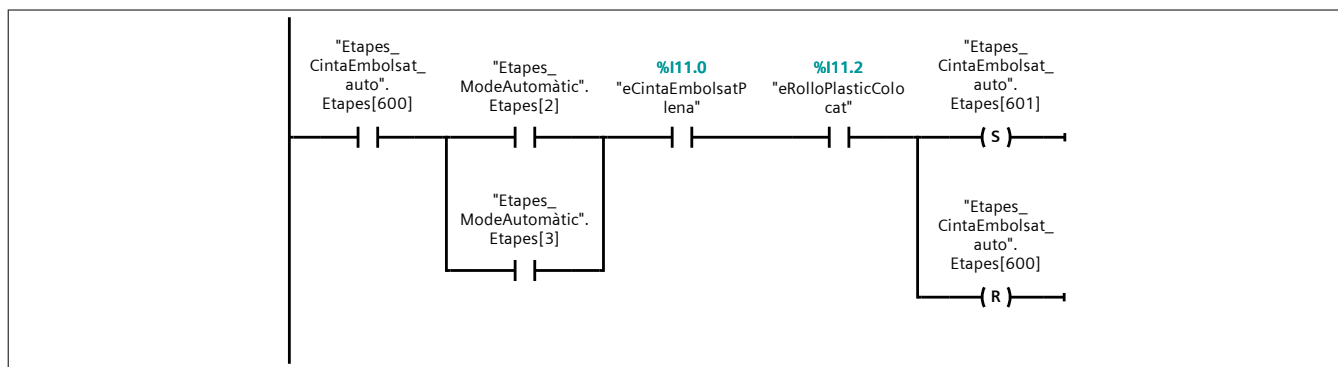 "Etapes_
CintaEmbolsat_
auto".
Etapes[600]
"Etapes_
ModeAutomàtic".
Etapes[2]
%I11.0
"eCintaEmbolsatP
lena"
%I11.2
"eRolloPlasticColo
cat"
"Etapes_
CintaEmbolsat_
auto".
Etapes[601]
S
"Etapes_
ModeAutomàtic".
Etapes[3]
"Etapes_
CintaEmbolsat_
auto".
Etapes[600]
R